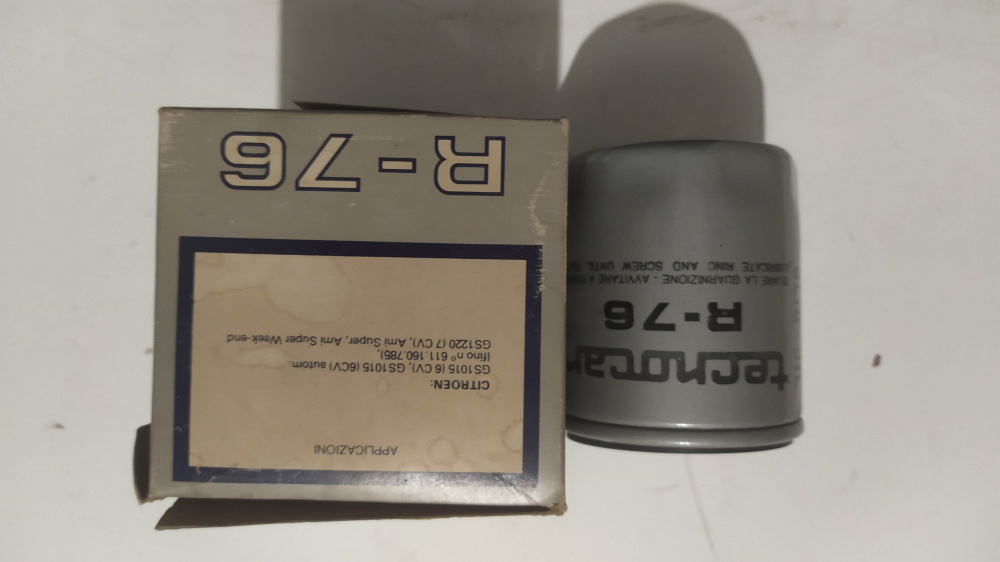 APPLICAZIONI
CITROEN:
GS1015 (6 CV), GS1015 (6CV) autom.
(fino n° 611.160.785),
GS1220 (7 CV), Ami Super, Ami Super Week-end
R-76
tecnocar
R-76
LA GUARNIZIONE - AVVITARE A
LUBRICATE RING AND SCREW UNTIL